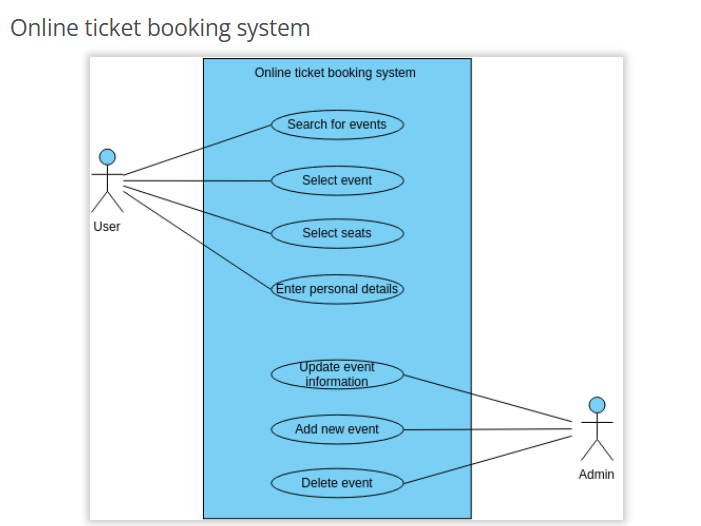 Online ticket booking system
Online ticket booking system
Search for events
Select event
User
Select seats
Enter personal details
Update event
information
Add new event
Admin
Delete event